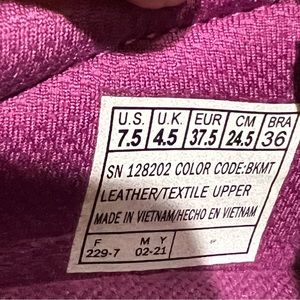 U.S. U.K. EUR CM BRA
7.5 4.5 37.5 24.5 36
SN 128202 COLOR CODE:BKMT
LEATHER/TEXTILE UPPER
MADE IN VIETNAM/HECHO EN VIETNAM
F M Y
229-7 02-21